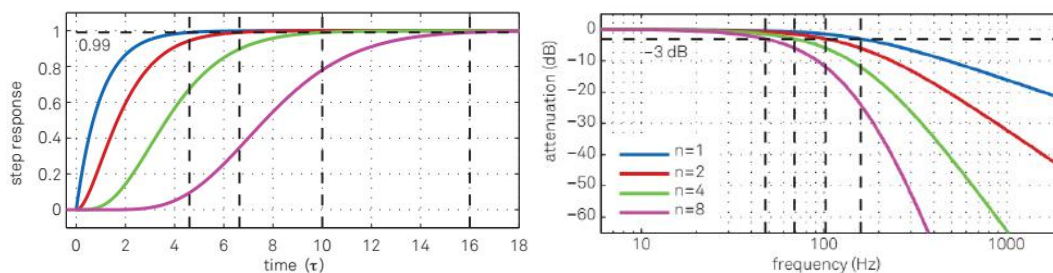 1
0.8
0.6
0.4
0.2
0
0.99
step response
0 2 4 6 8 10 12 14 16 18
time (τ)
0
−10
−20
−30
−40
−50
−60
−3 dB
attenuation (dB)
n=1
n=2
n=4
n=8
10 100 1000
frequency (Hz)